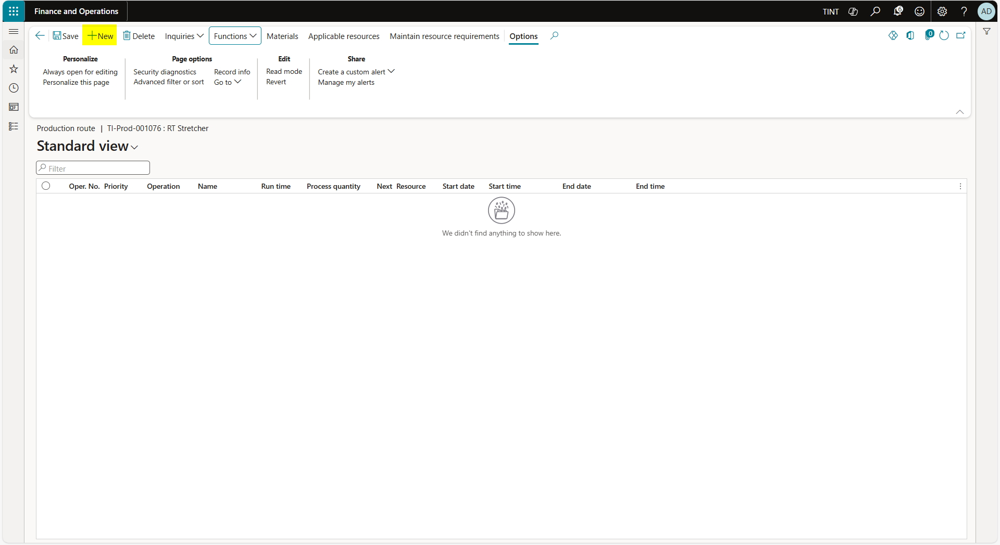 Finance and Operations
TINT
6
?
AD
Save
New
Delete
Inquiries
Functions
Materials
Applicable resources
Maintain resource requirements
Options
0
Personalize
Always open for editing
Personalize this page
Page options
Security diagnostics
Advanced filter or sort
Record info
Go to
Edit
Read mode
Revert
Share
Create a custom alert
Manage my alerts
Production route | TI-Prod-001076 : RT Stretcher
Standard view
Filter
Oper. No. Priority Operation Name Run time Process quantity Next Resource Start date Start time End date End time
We didn't find anything to show here.